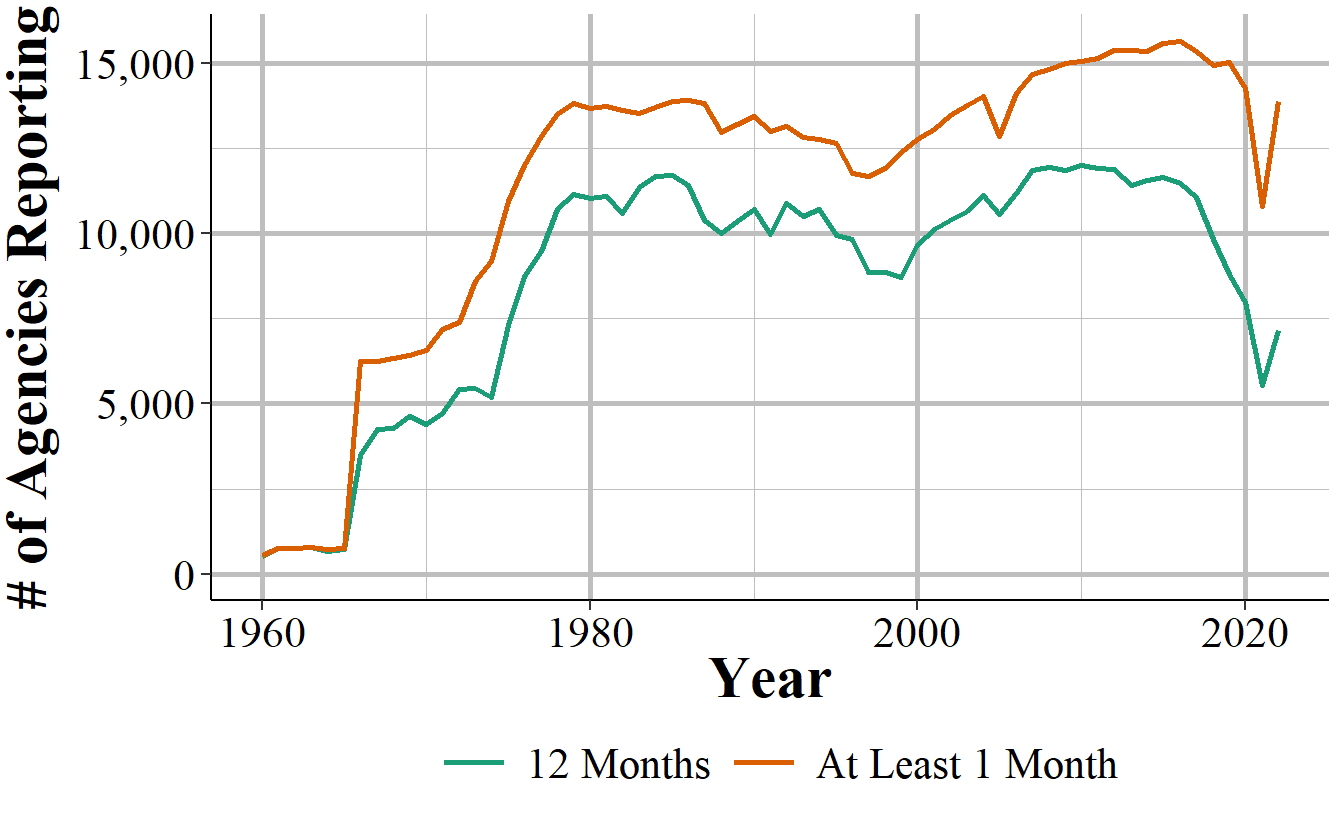 # of Agencies Reporting
15,000
10,000
5,000
0
1960 1980 2000 2020
Year
12 Months At Least 1 Month